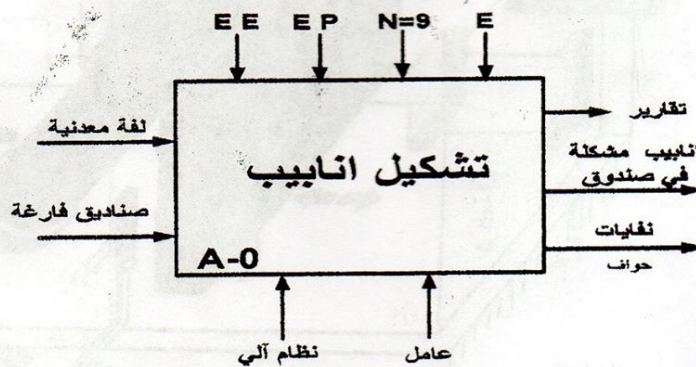 E E E P N=9 E
تقارير
لفة معدنية
انابيب مشكلة
في صندوق
تشكيل انابيب
صناديق فارغة
نفايات
حواف
A-0
نظام آلي
عامل